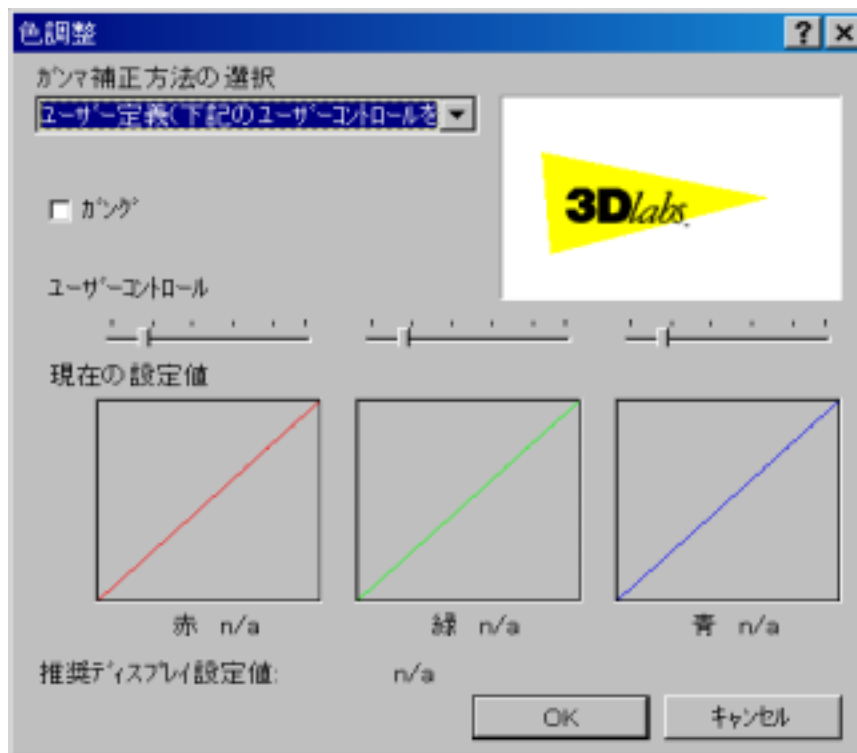 色調整
ガンマ補正方法の選択
ユーザー定義(下記のユーザーコントロールを
3Dlabs.
ガング
ユーザーコントロール
現在の設定値
赤 n/a 緑 n/a 青 n/a
推奨ディスプレイ設定値: n/a
OK キャンセル